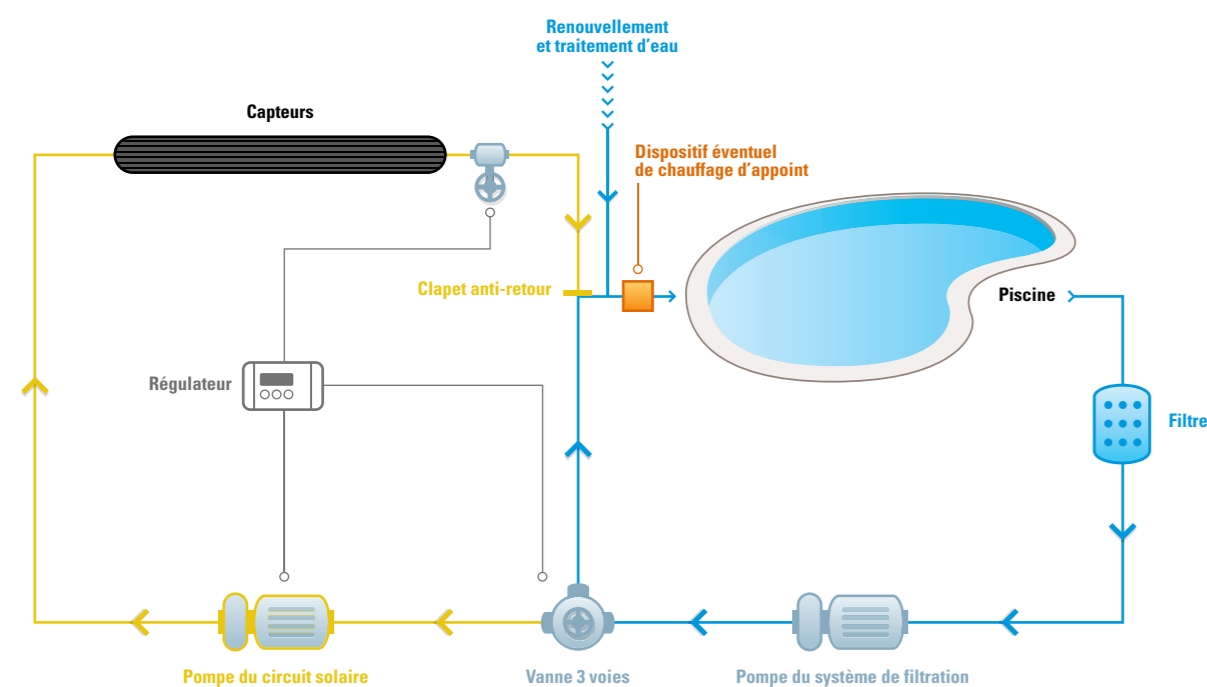 Renouvellement
et traitement d'eau
Capteurs
Dispositif éventuel
de chauffage d'appoint
Clapet anti-retour
Piscine
Régulateur
Filtre
Pompe du circuit solaire
Vanne 3 voies
Pompe du système de filtration